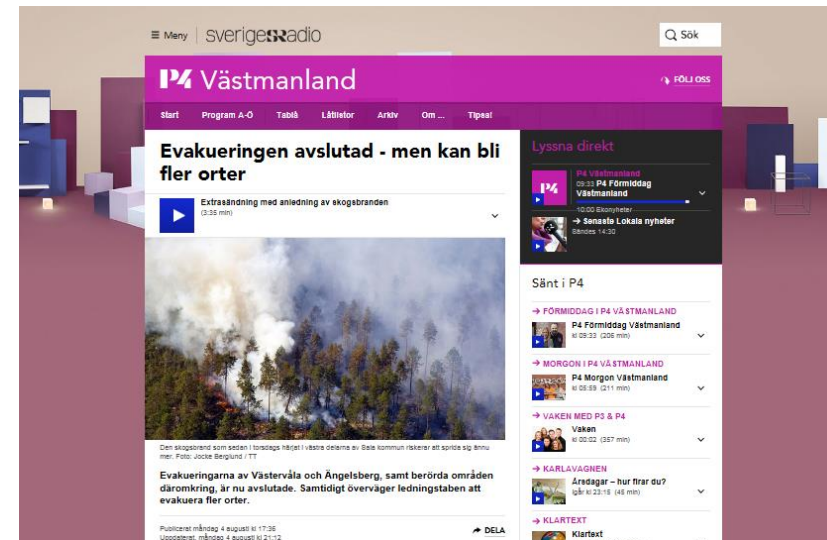 Meny
sverigesradio
Sök
P4 Västmanland
FÖLJ OSS
Start Program A-Ö Tablå Låtlistor Arkiv Om ... Tipsa!
Evakueringen avslutad - men kan bli
fler orter
Extrasändning med anledning av skogsbranden
(3:35 min)
Den skogsbrand som sedan i torsdags härjat i västra delarna av Sala kommun riskerar att sprida sig ännu
mer. Foto: Jocke Berglund / TT
Evakueringarna av Västervåla och Ängelsberg, samt berörda områden
däromkring, är nu avslutade. Samtidigt överväger ledningstaben att
evakuera fler orter.
Publicerat måndag 4 augusti kl 17:36
Uppdaterat: måndag 4 augusti kl 21:12
DELA
Lyssna direkt
P4
P4 Västmanland
09:33 P4 Förmiddag
Västmanland
10:00 Ekonyheter
→ Senaste Lokala nyheter
Sändes 14:30
Sänt i P4
→ FÖRMIDDAG I P4 VÄSTMANLAND
P4 Förmiddag Västmanland
kl 09:33 (206 min)
→ MORGON I P4 VÄSTMANLAND
P4 Morgon Västmanland
kl 05:59 (211 min)
→ VAKEN MED P3 & P4
Vaken
kl 00:02 (357 min)
→ KARLAVAGNEN
Årsdagar – hur firar du?
igår kl 23:15 (45 min)
→ KLARTEXT
Klartext